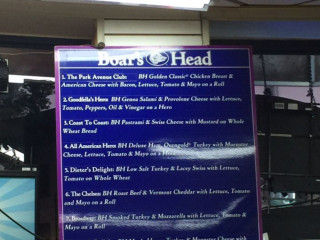 Boar's Head
1. The Park Avenue Club: BH Golden Classic® Chicken Breast &
American Cheese with Bacon, Lettuce, Tomato & Mayo on a Roll
2. Goodfella's Hero: BH Genoa Salami & Provolone Cheese with Lettuce,
Tomato, Peppers, Oil & Vinegar on a Hero
3. Coast To Coast: BH Pastrami & Swiss Cheese with Mustard on Whole
Wheat Bread
4. All American Hero: BH Deluxe Ham, Ovengold® Turkey with Muenster
Cheese, Lettuce, Tomato & Mayo on a Hero
5. Dieter's Delight: BH Low Salt Turkey & Lacey Swiss with Lettuce,
Tomato on Whole Wheat
6. The Chelsea: BH Roast Beef & Vermont Cheddar with Lettuce, Tomato
and Mayo on a Roll
7. Broadway: BH Smoked Turkey & Mozzarella with Lettuce, Tomato &
Mayo on a Roll